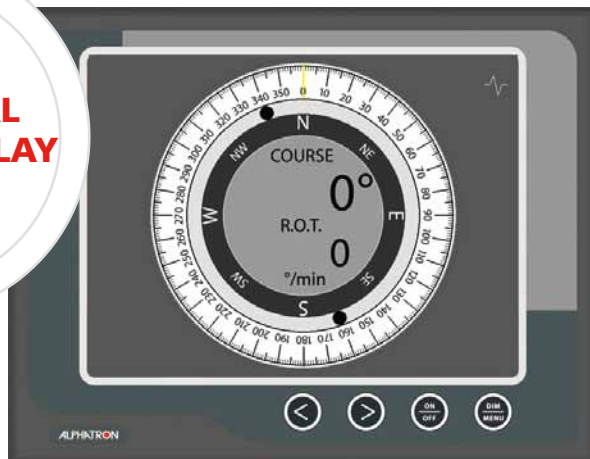 AL
LAY
0 10 20 30 40 50 60 70 80 90 100 110 120 130 140 150 160 170 180 190 200 210 220 230 240 250 260 270 280 290 300 310 320 330 340 350
N
NW NE
COURSE
0°
W E
R.O.T.
0
°/min
SW SE
S
< > ON DIM
OFF MENU
ALPHATRON